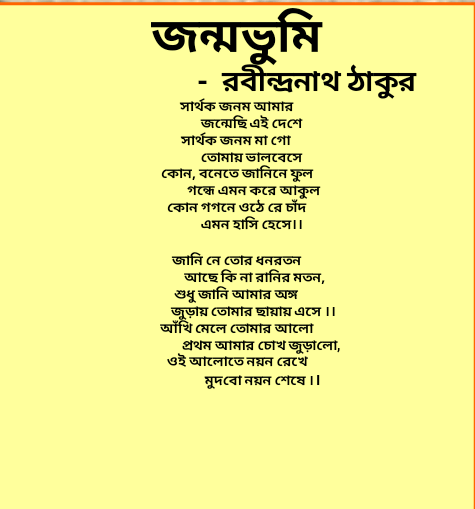 জন্মভুমি
- রবীন্দ্রনাথ ঠাকুর
সার্থক জনম আমার
জন্মেছি এই দেশে
সার্থক জনম মা গো
তোমায় ভালবেসে
কোন, বনেতে জানিনে ফুল
গন্ধে এমন করে আকুল
কোন গগনে ওঠে রে চাঁদ
এমন হাসি হেসে।।
জানি নে তোর ধনরতন
আছে কি না রানির মতন,
শুধু জানি আমার অঙ্গ
জুড়ায় তোমার ছায়ায় এসে ।।
আঁখি মেলে তোমার আলো
প্রথম আমার চোখ জুড়ালো,
ওই আলোতে নয়ন রেখে
মুদবো নয়ন শেষে ।।